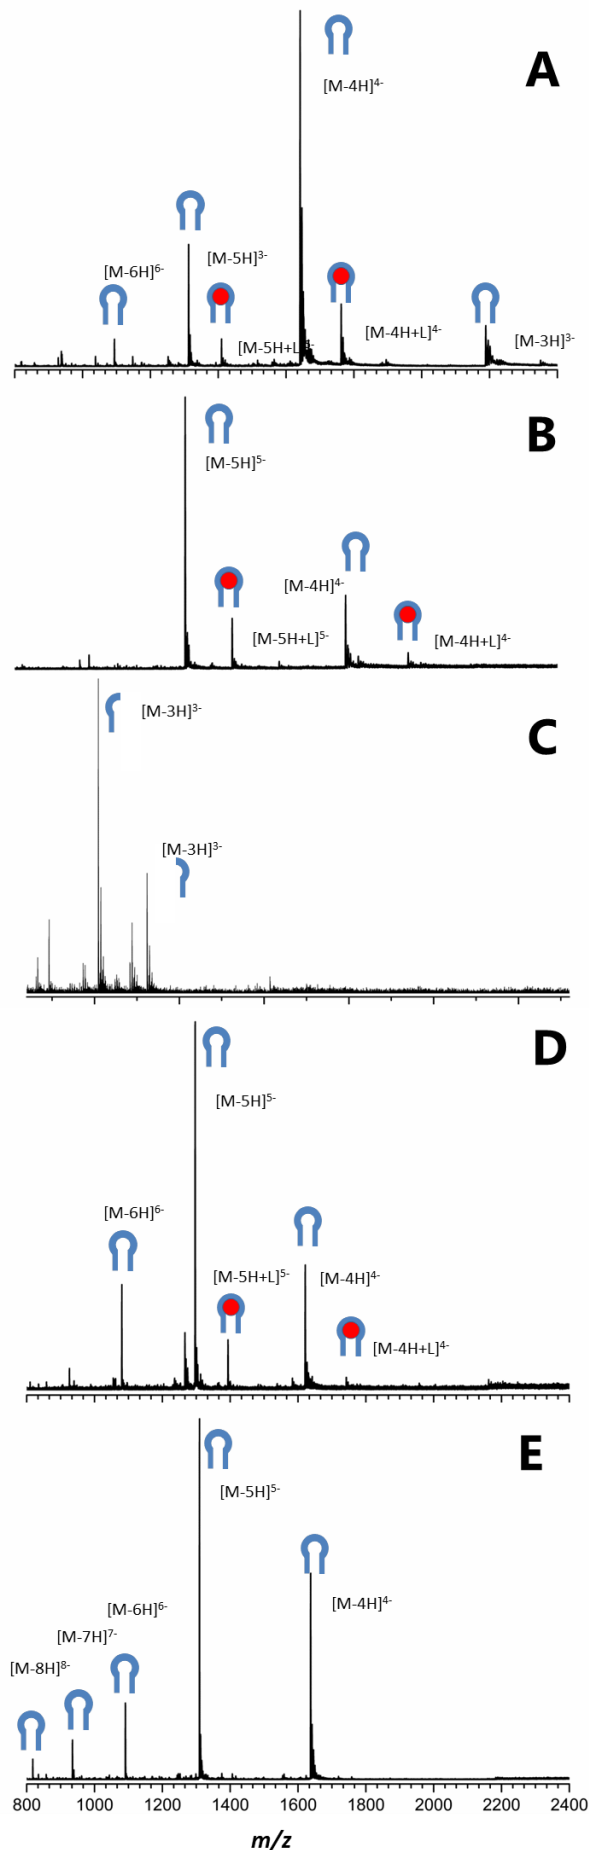 A
[M-4H]4-
[M-6H]6-
[M-5H]3-
[M-5H+L]
[M-4H+L]4-
[M-3H]3-
B
[M-5H]5-
[M-4H]4-
[M-5H+L]5-
[M-4H+L]4-
[M-3H]3-
C
[M-3H]3-
D
[M-5H]5-
[M-6H]6-
[M-5H+L]5-
[M-4H]4-
[M-4H+L]4-
E
[M-5H]5-
[M-4H]4-
[M-6H]6-
[M-7H]7-
[M-8H]8-
800 1000 1200 1400 1600 1800 2000 2200 2400
m/z